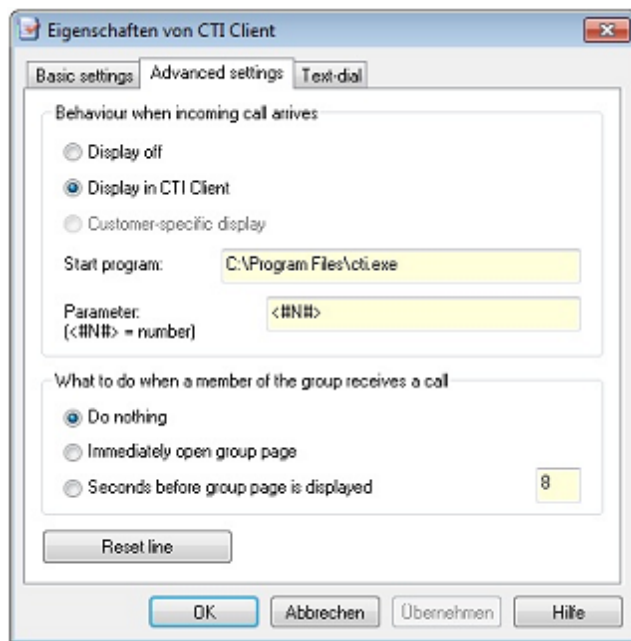 Eigenschaften von CTI Client
Basic settings Advanced settings Text-dial
Behaviour when incoming call arrives
Display off
Display in CTI Client
Customer-specific display
Start program: C:\Program Files\cti.exe
Parameter: <#N#>
(<#N#> = number)
What to do when a member of the group receives a call
Do nothing
Immediately open group page
Seconds before group page is displayed 8
Reset line
OK Abbrechen Übernehmen Hilfe